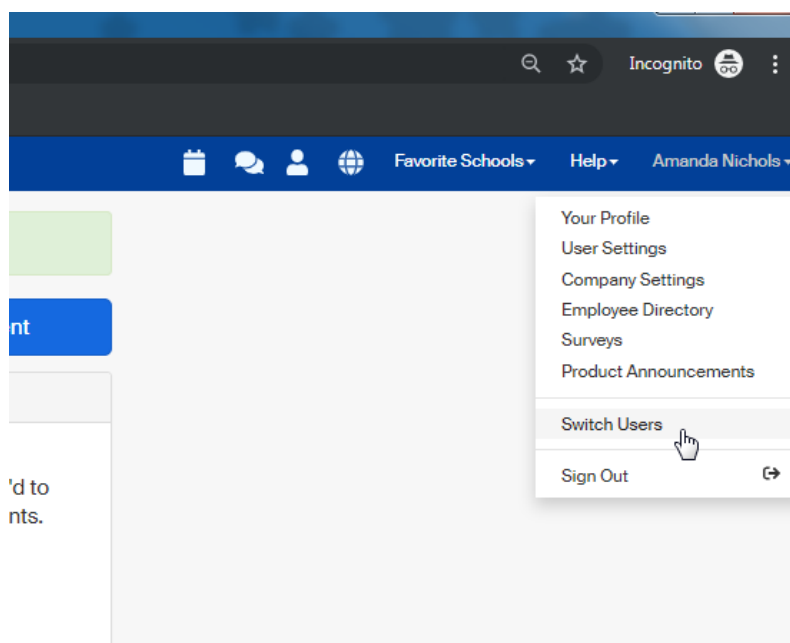 Incognito
Favorite Schools Help Amanda Nichols
Your Profile
User Settings
Company Settings
Employee Directory
Surveys
Product Announcements
Switch Users
Sign Out
nt
'd to
nts.